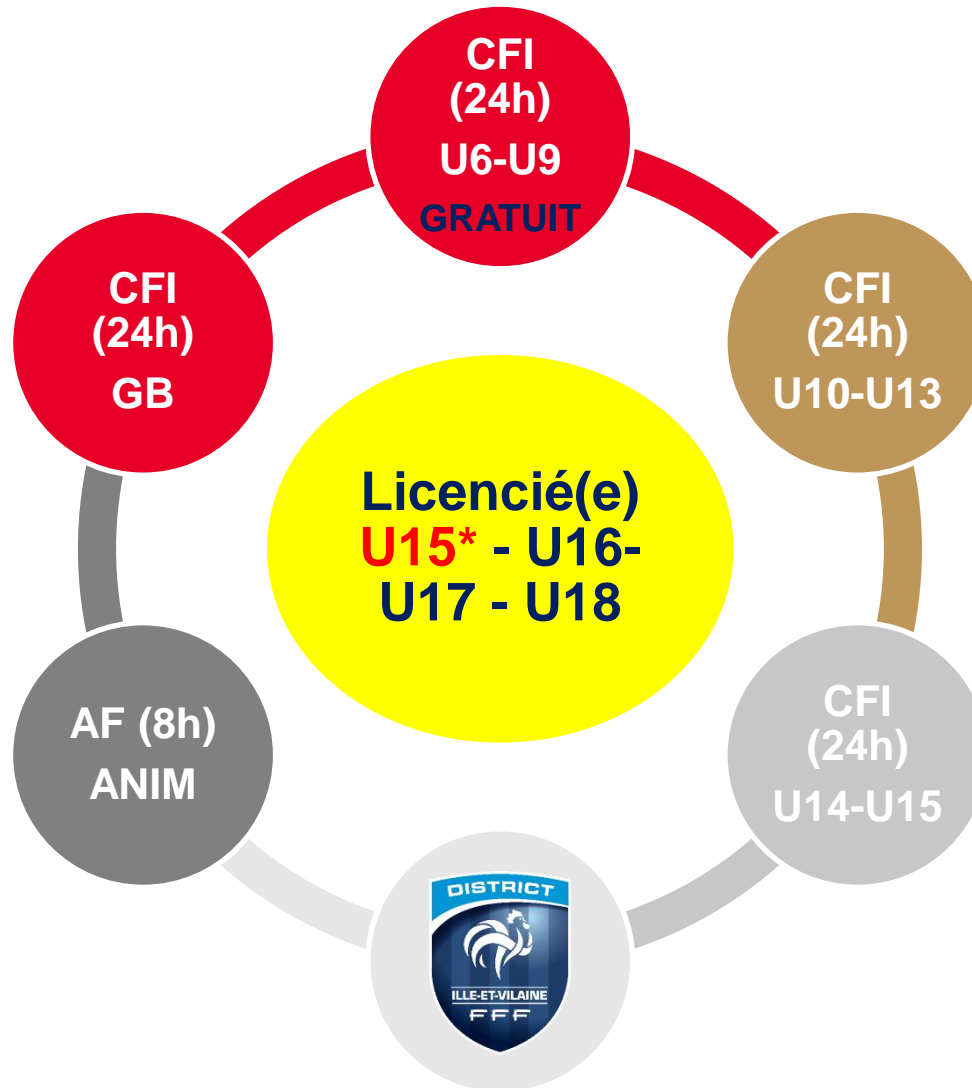 CFI
(24h)
U6-U9
GRATUIT
CFI
(24h)
GB
CFI
(24h)
U10-U13
Licencié(e)
U15* - U16-
U17 - U18
AF (8h)
ANIM
CFI
(24h)
U14-U15
DISTRICT
ILLE-ET-VILAINE
FFF